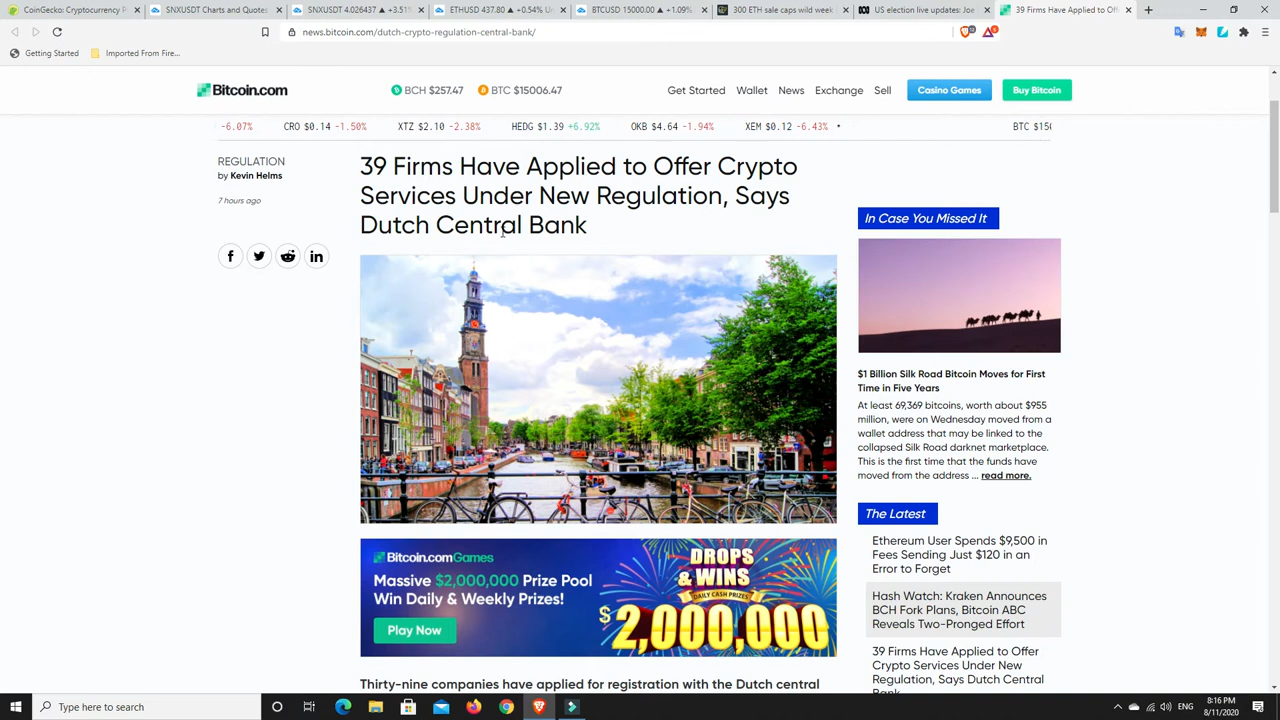 CoinGecko: Cryptocurrency P
SNXUSDT Charts and Quotes
SNXUSDT 4.026437 ▲ +3.51%
ETHUSD 437.80 ▲ +0.54% Un
BTCUSD 15000.00 ▲ +1.09%
300 ETH sale caps wild week
US election live updates: Joe
39 Firms Have Applied to Off
news.bitcoin.com/dutch-crypto-regulation-central-bank/
Getting Started
Imported From Fire...
Bitcoin.com
BCH $257.47
BTC $15006.47
Get Started
Wallet
News
Exchange
Sell
Casino Games
Buy Bitcoin
-6.07%
CRO $0.14 -1.50%
XTZ $2.10 -2.38%
HEDG $1.39 +6.92%
OKB $4.64 -1.94%
XEM $0.12 -6.43%
BTC $150
REGULATION
by Kevin Helms
7 hours ago
39 Firms Have Applied to Offer Crypto
Services Under New Regulation, Says
Dutch Central Bank
Bitcoin.com Games
Massive $2,000,000 Prize Pool
Win Daily & Weekly Prizes!
Play Now
DROPS
& WINS
DAILY CASH PRIZES
$2,000,000
Thirty-nine companies have applied for registration with the Dutch central
In Case You Missed It
$1 Billion Silk Road Bitcoin Moves for First
Time in Five Years
At least 69,369 bitcoins, worth about $955
million, were on Wednesday moved from a
wallet address that may be linked to the
collapsed Silk Road darknet marketplace.
This is the first time that the funds have
moved from the address ... read more.
The Latest
Ethereum User Spends $9,500 in
Fees Sending Just $120 in an
Error to Forget
Hash Watch: Kraken Announces
BCH Fork Plans, Bitcoin ABC
Reveals Two-Pronged Effort
39 Firms Have Applied to Offer
Crypto Services Under New
Regulation, Says Dutch Central
Bank
Type here to search
ENG
8:16 PM
8/11/2020